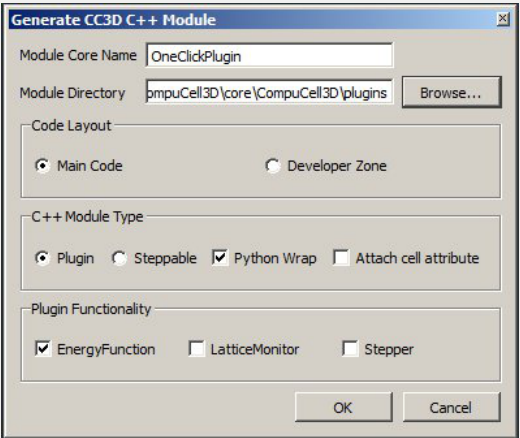 Generate CC3D C++ Module
Module Core Name OneClickPlugin
Module Directory ompuCell3D\core\CompuCell3D\plugins Browse...
Code Layout
Main Code Developer Zone
C++ Module Type
Plugin Steppable Python Wrap Attach cell attribute
Plugin Functionality
EnergyFunction LatticeMonitor Stepper
OK Cancel